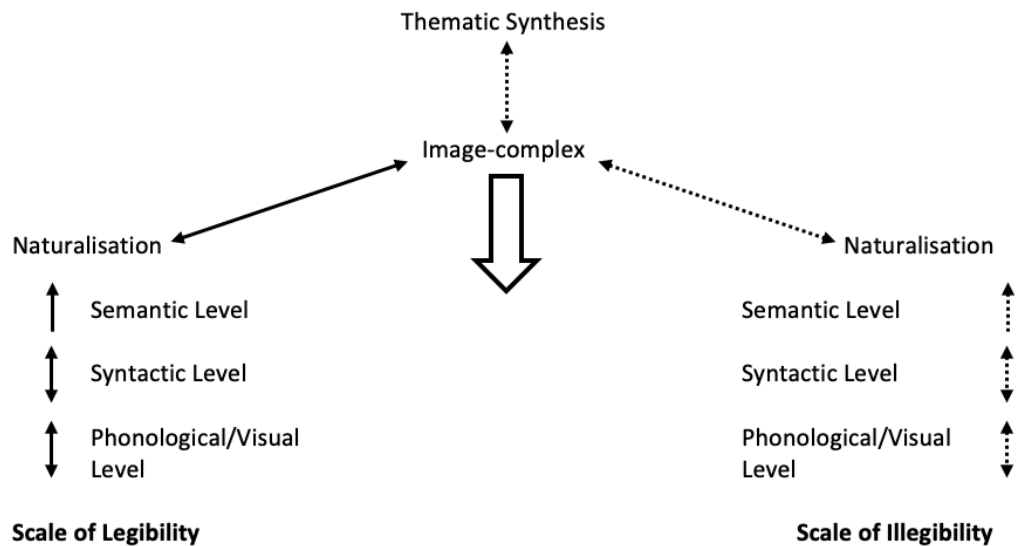 Thematic Synthesis
Image-complex
Naturalisation
Naturalisation
Semantic Level
Semantic Level
Syntactic Level
Syntactic Level
Phonological/Visual
Level
Phonological/Visual
Level
Scale of Legibility
Scale of Illegibility